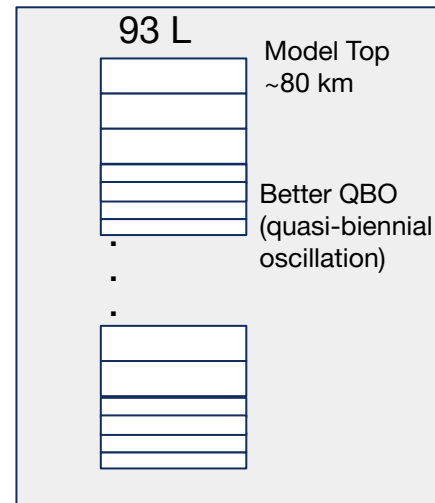 93 L
Model Top
~80 km
Better QBO
(quasi-biennial
oscillation)
.
.
.